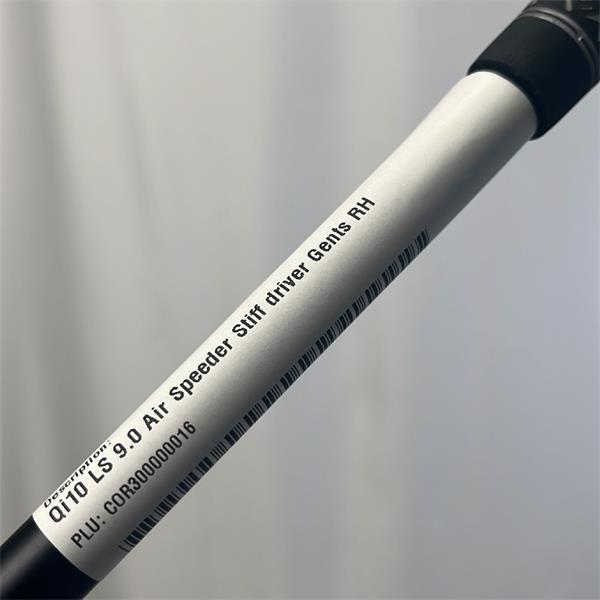 Description:
Qi10 LS 9.0 Air Speeder Stiff driver Gents RH
PLU: COR300000016